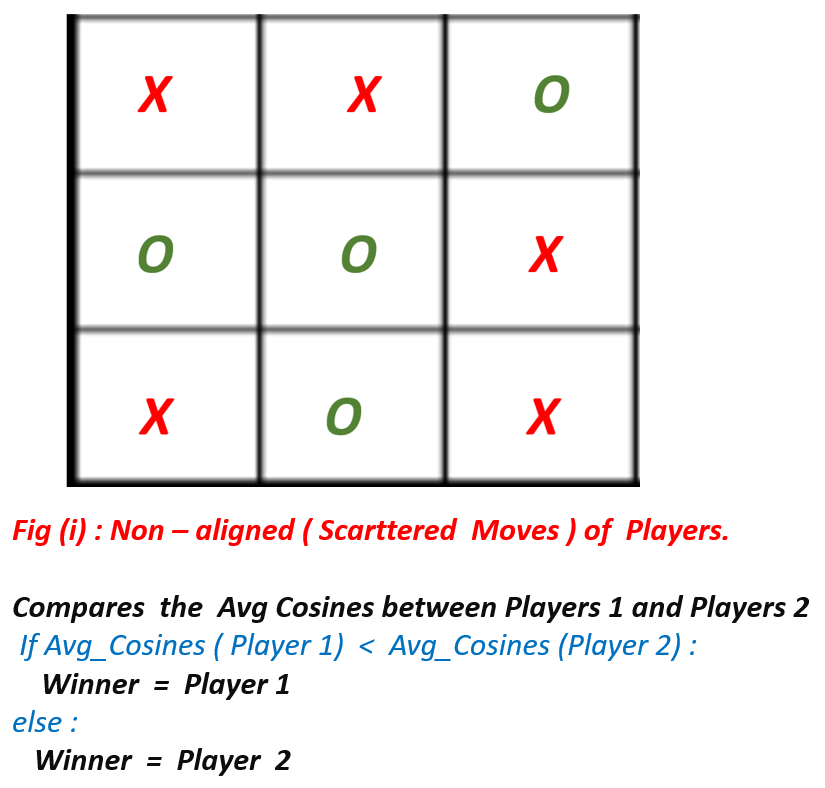 X X O
O O X
X O X
Fig (i) : Non – aligned ( Scarttered Moves ) of Players.
Compares the Avg Cosines between Players 1 and Players 2
If Avg_Cosines ( Player 1) < Avg_Cosines (Player 2) :
Winner = Player 1
else :
Winner = Player 2